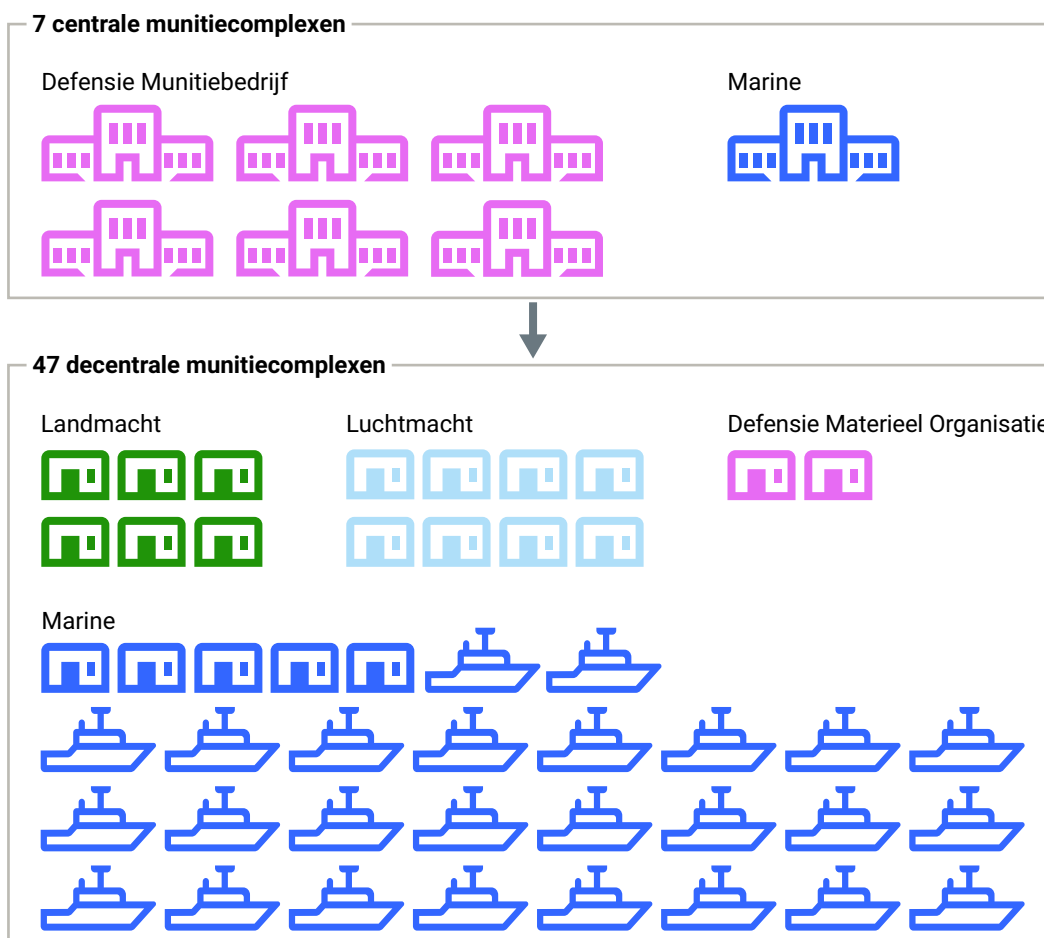 7 centrale munitiecomplexen
Defensie Munitiebedrijf
Marine
47 decentrale munitiecomplexen
Landmacht
Luchtmacht
Defensie Materieel Organisatie
Marine